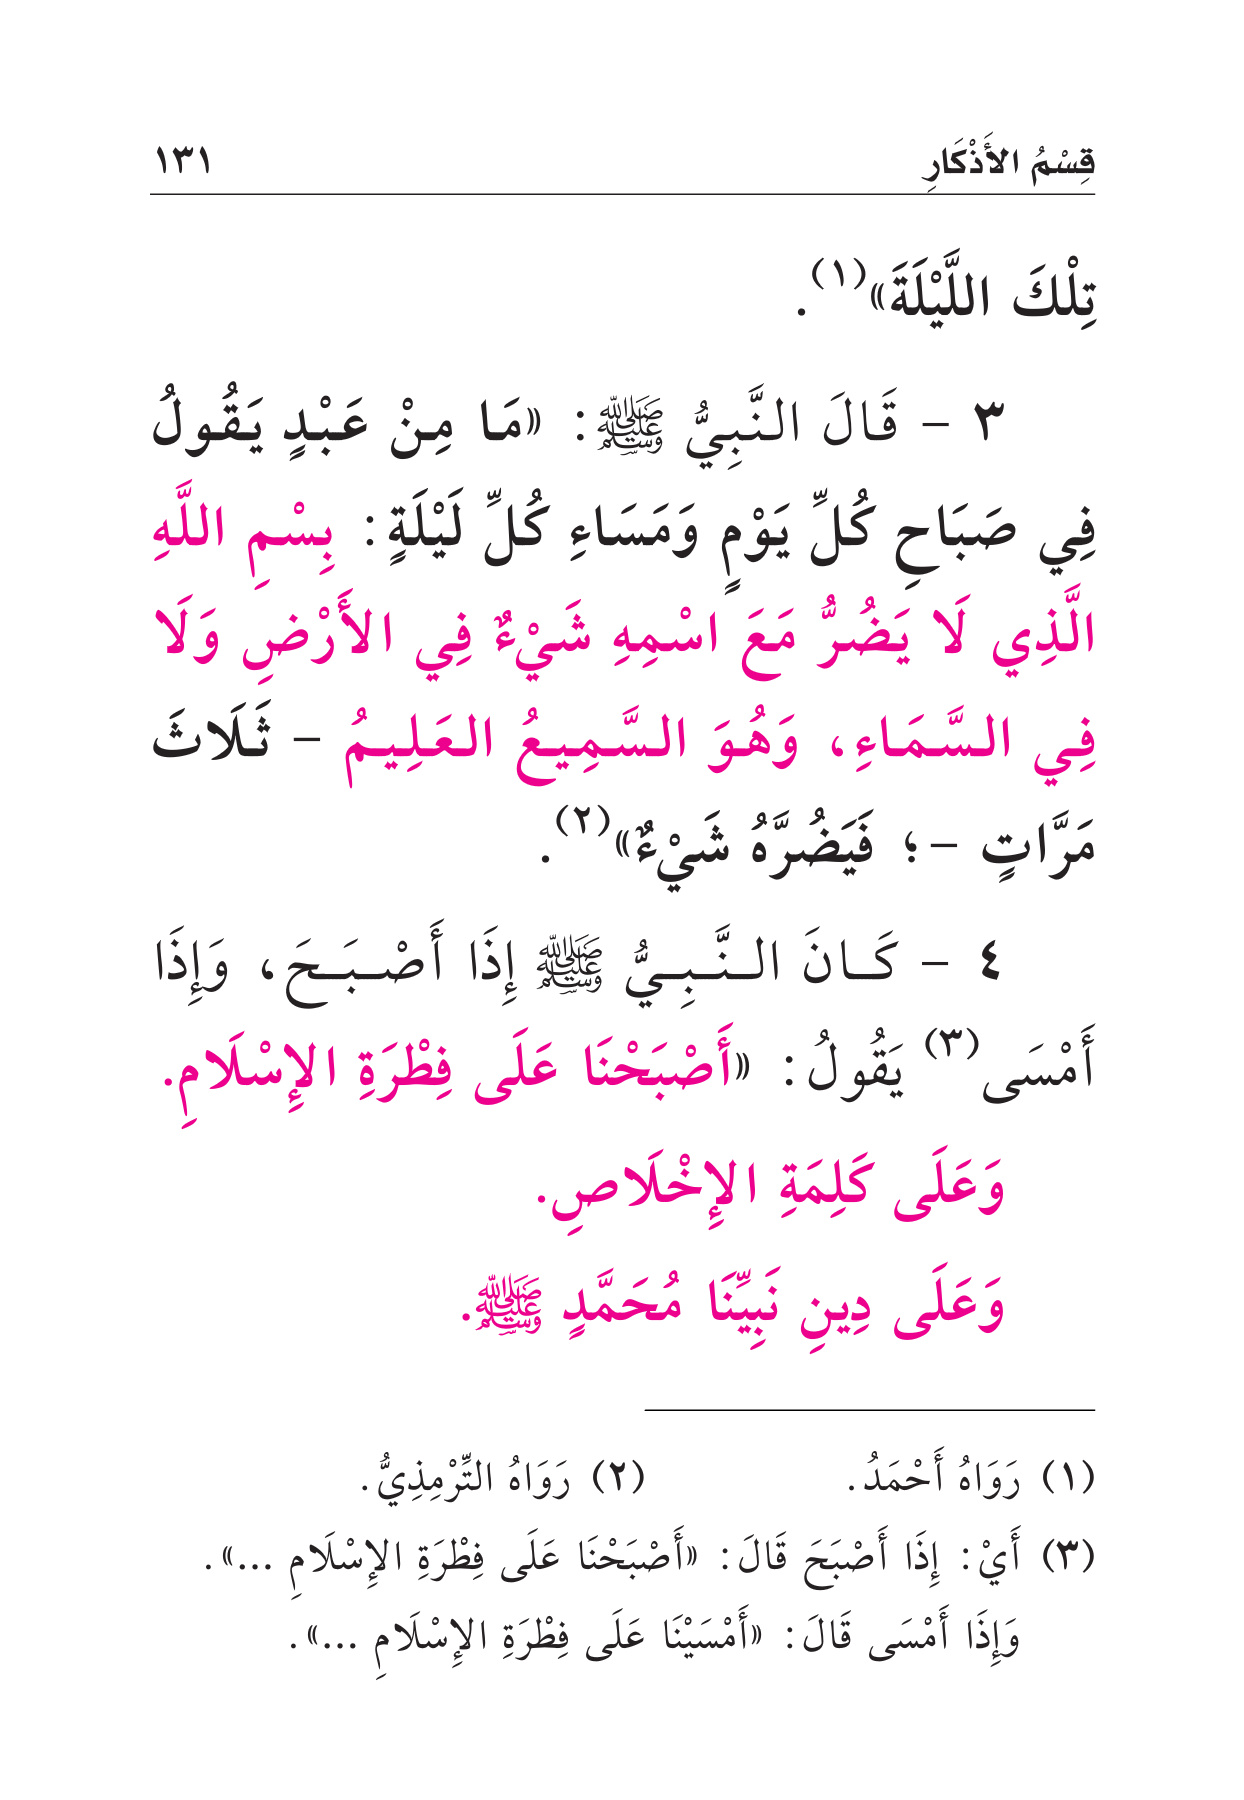 قِسْمُ الأَذْكَارِ ١٣١
تِلْكَ اللَّيْلَةَ»(١).
٣ - قَالَ النَّبِيُّ ﷺ: «مَا مِنْ عَبْدٍ يَقُولُ
فِي صَبَاحِ كُلِّ يَوْمٍ وَمَسَاءِ كُلِّ لَيْلَةٍ: بِسْمِ اللَّهِ
الَّذِي لَا يَضُرُّ مَعَ اسْمِهِ شَيْءٌ فِي الأَرْضِ وَلَا
فِي السَّمَاءِ، وَهُوَ السَّمِيعُ العَلِيمُ - ثَلَاثَ
مَرَّاتٍ -؛ فَيَضُرَّهُ شَيْءٌ»(٢).
٤ - كَانَ النَّبِيُّ ﷺ إِذَا أَصْبَحَ، وَإِذَا
أَمْسَى(٣) يَقُولُ: «أَصْبَحْنَا عَلَى فِطْرَةِ الإِسْلَامِ.
وَعَلَى كَلِمَةِ الإِخْلَاصِ.
وَعَلَى دِينِ نَبِيِّنَا مُحَمَّدٍ ﷺ.
(١) رَوَاهُ أَحْمَدُ. (٢) رَوَاهُ التِّرْمِذِيُّ.
(٣) أَيْ: إِذَا أَصْبَحَ قَالَ: «أَصْبَحْنَا عَلَى فِطْرَةِ الإِسْلَامِ ...».
وَإِذَا أَمْسَى قَالَ: «أَمْسَيْنَا عَلَى فِطْرَةِ الإِسْلَامِ ...».